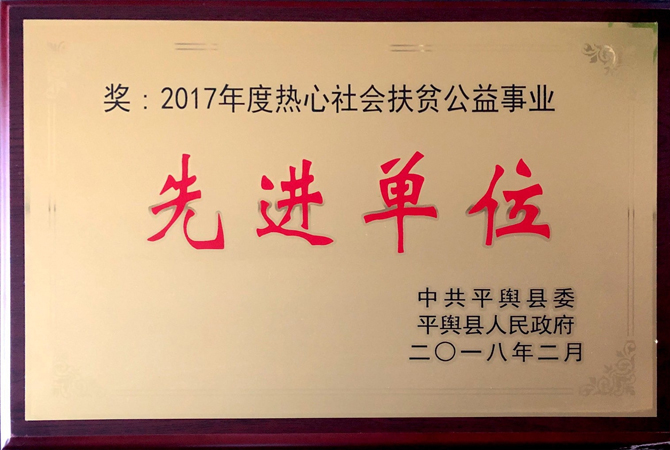 奖：2017年度热心社会扶贫公益事业
先进单位
中共平舆县委
平舆县人民政府
二〇一八年二月